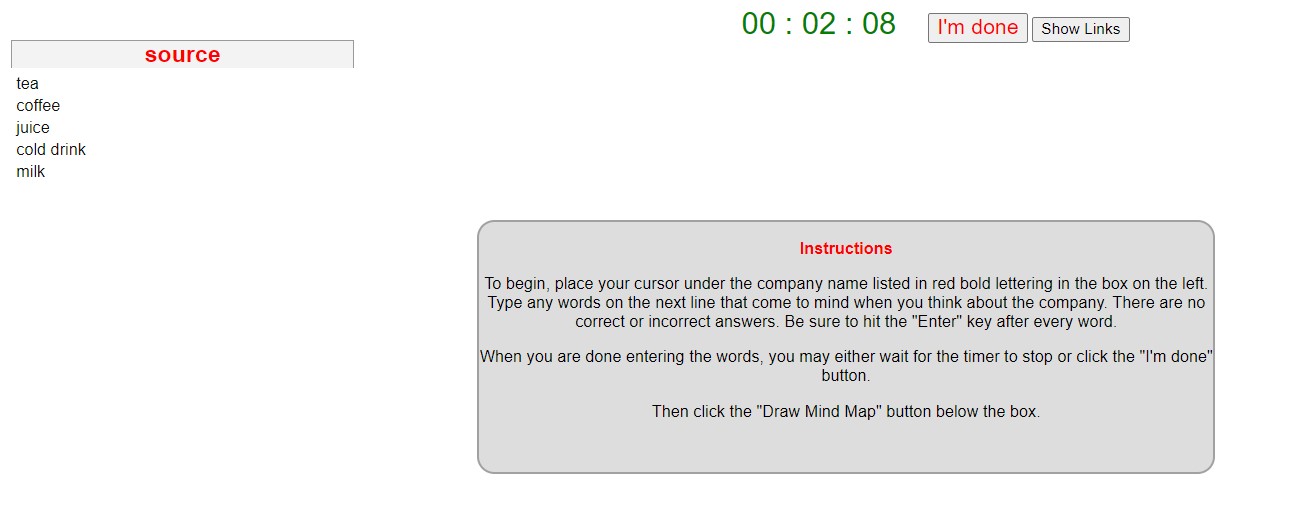 00 : 02 : 08
I'm done
Show Links
source
tea
coffee
juice
cold drink
milk
Instructions
To begin, place your cursor under the company name listed in red bold lettering in the box on the left.
Type any words on the next line that come to mind when you think about the company. There are no
correct or incorrect answers. Be sure to hit the "Enter" key after every word.
When you are done entering the words, you may either wait for the timer to stop or click the "I'm done"
button.
Then click the "Draw Mind Map" button below the box.